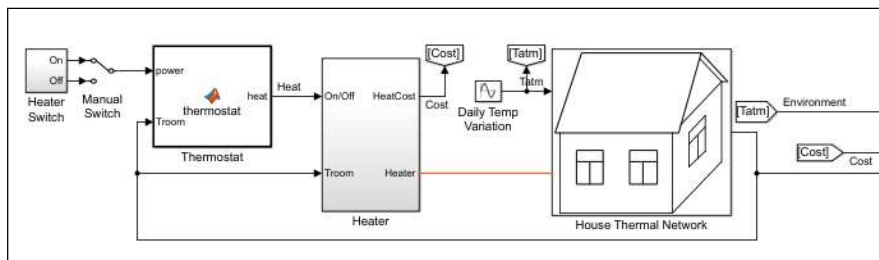 On
Off
Heater
Switch
Manual
Switch
power
thermostat
heat
Troom
Thermostat
Heat
On/Off
HeatCost
Troom
Heater
Heater
[Cost]
Cost
[Tatm]
Tatm
Daily Temp
Variation
House Thermal Network
[Tatm]
Environment
[Cost]
Cost